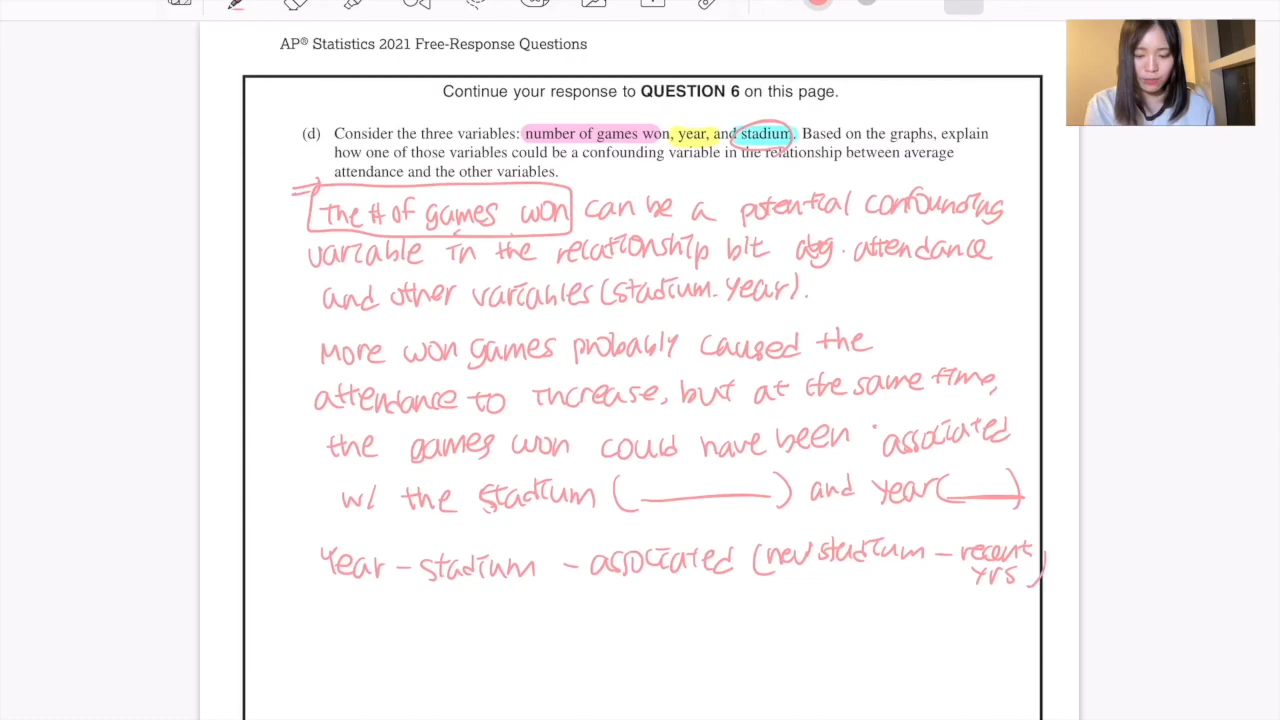 AP® Statistics 2021 Free-Response Questions
Continue your response to QUESTION 6 on this page.
(d) Consider the three variables: number of games won, year, and stadium. Based on the graphs, explain
how one of those variables could be a confounding variable in the relationship between average
attendance and the other variables.
The # of games won can be a potential confounding
variable in the relationship b/t avg. attendance
and other variables (stadium. year).
More won games probably caused the
attendance to increase, but at the same time,
the games won could have been associated
w/ the stadium (________) and year(____)
Year - stadium - associated (new stadium - recent
yrs)